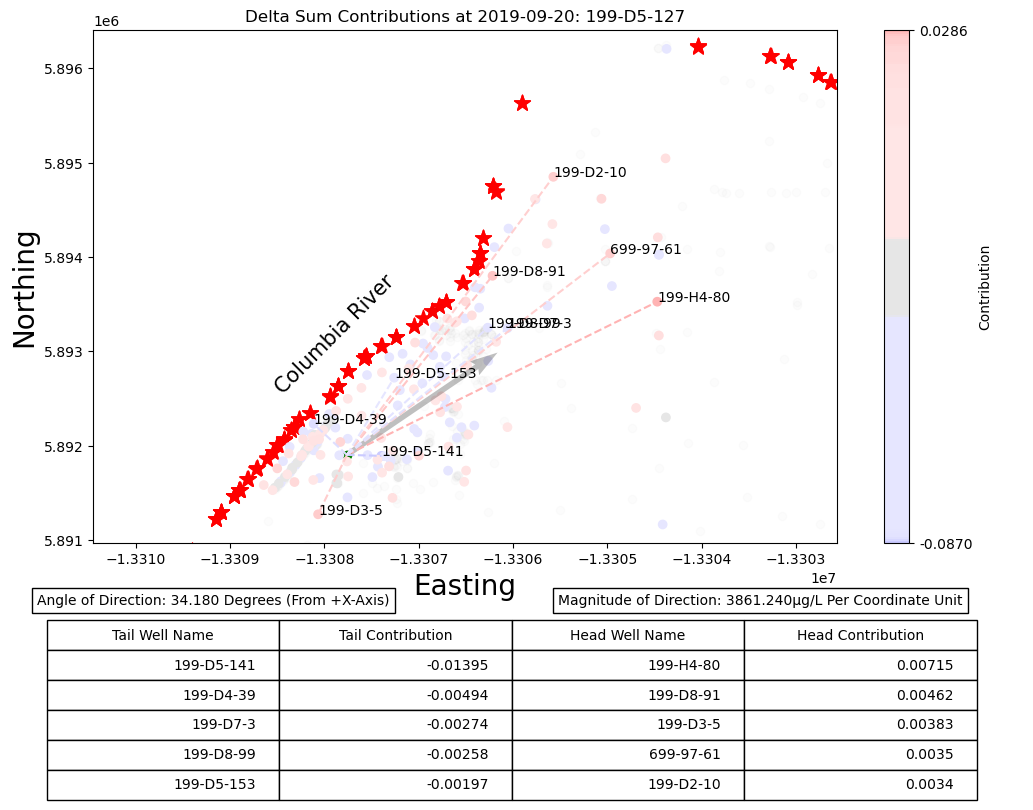 Delta Sum Contributions at 2019-09-20: 199-D5-127
1e6
0.0286
5.896
5.895
5.894
5.893
5.892
5.891
Northing
Columbia River
199-D2-10
699-97-61
199-D8-91
199-H4-80
199-D8-99
199-D7-3
199-D5-153
199-D4-39
199-D5-141
199-D3-5
Contribution
-0.0870
−1.3310 −1.3309 −1.3308 −1.3307 −1.3306 −1.3305 −1.3304 −1.3303
1e7
Easting
Angle of Direction: 34.180 Degrees (From +X-Axis)
Magnitude of Direction: 3861.240µg/L Per Coordinate Unit
Tail Well Name Tail Contribution Head Well Name Head Contribution
199-D5-141 -0.01395 199-H4-80 0.00715
199-D4-39 -0.00494 199-D8-91 0.00462
199-D7-3 -0.00274 199-D3-5 0.00383
199-D8-99 -0.00258 699-97-61 0.0035
199-D5-153 -0.00197 199-D2-10 0.0034